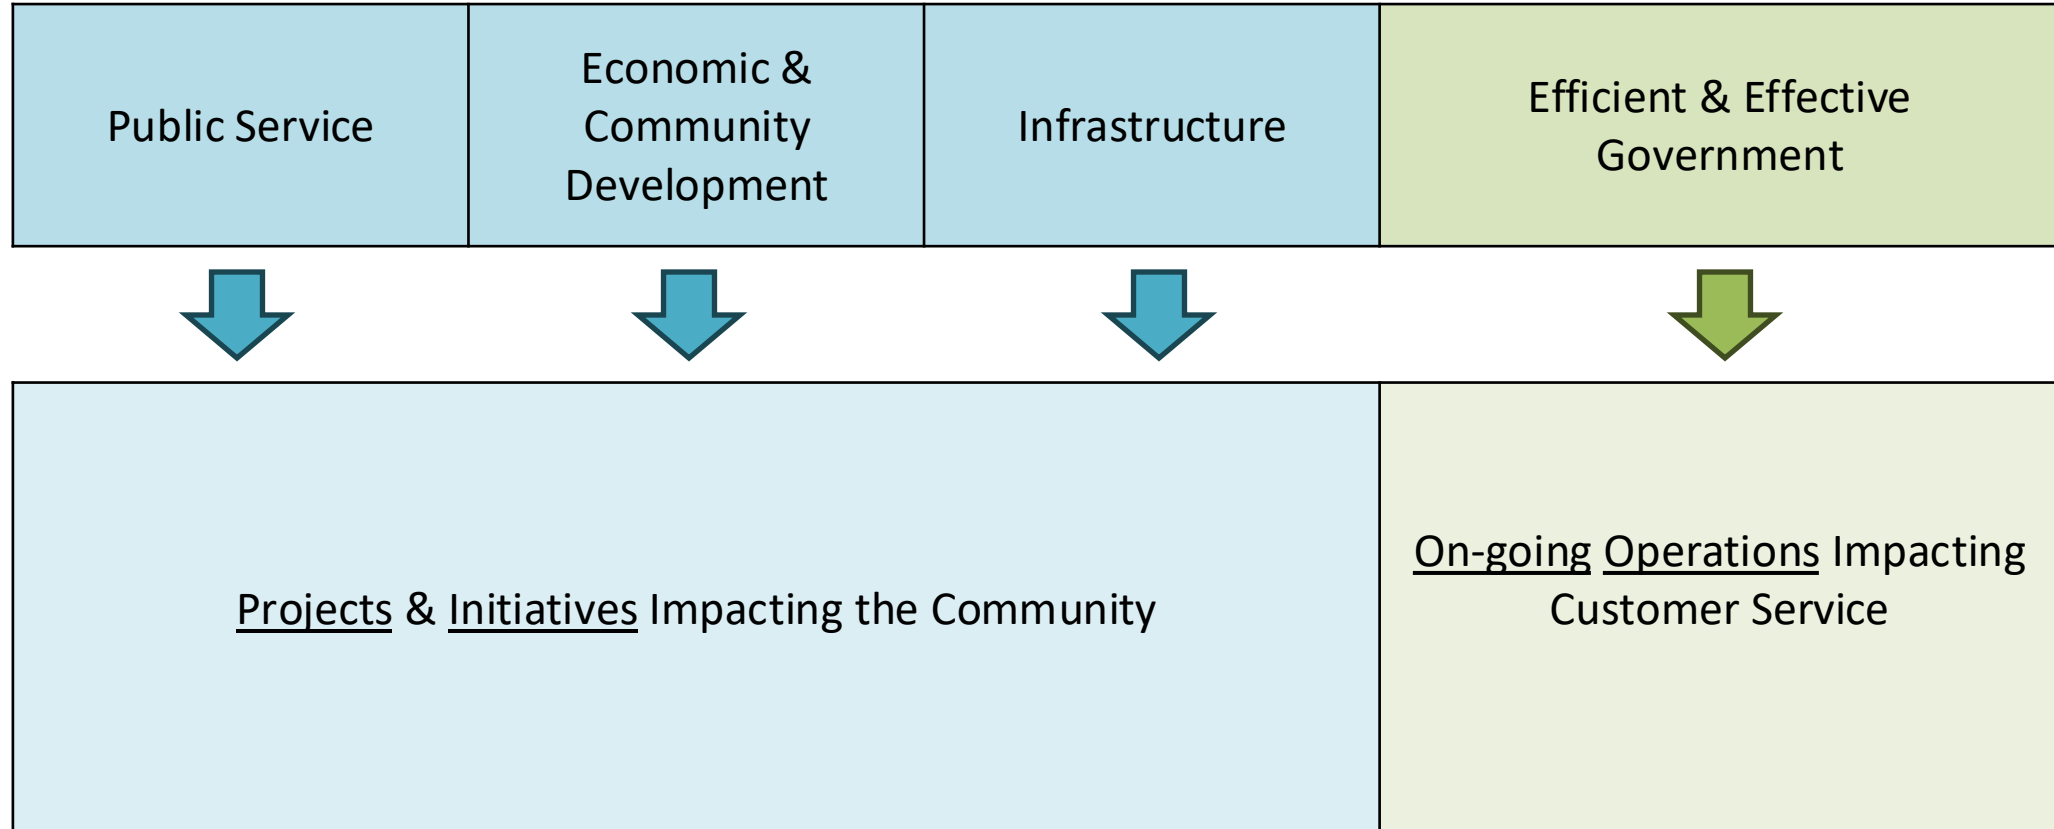 Public Service
Economic &
Community
Development
Infrastructure
Efficient & Effective
Government
Projects & Initiatives Impacting the Community
On-going Operations Impacting
Customer Service